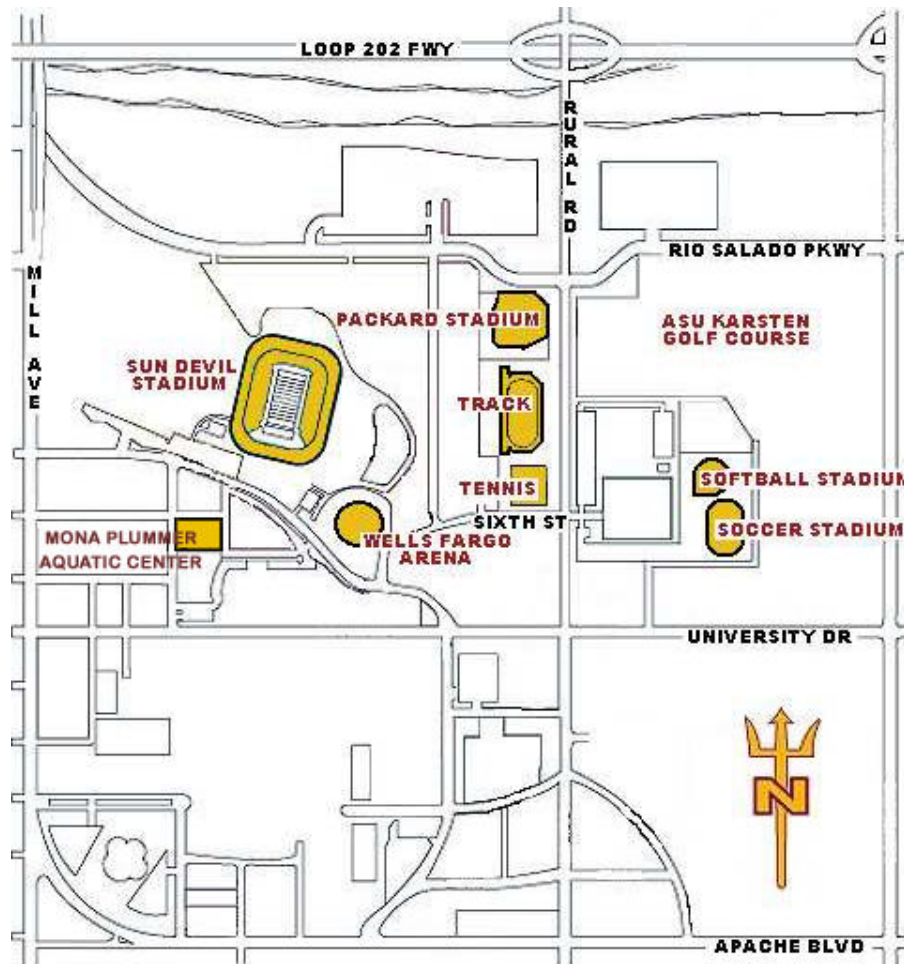 LOOP 202 FWY
RURAL RD
RIO SALADO PKWY
MILL AVE
PACKARD STADIUM
ASU KARSTEN
GOLF COURSE
SUN DEVIL
STADIUM
TRACK
TENNIS
SOFTBALL STADIUM
SIXTH ST
SOCCER STADIUM
MONA PLUMMER
AQUATIC CENTER
WELLS FARGO
ARENA
UNIVERSITY DR
N
APACHE BLVD